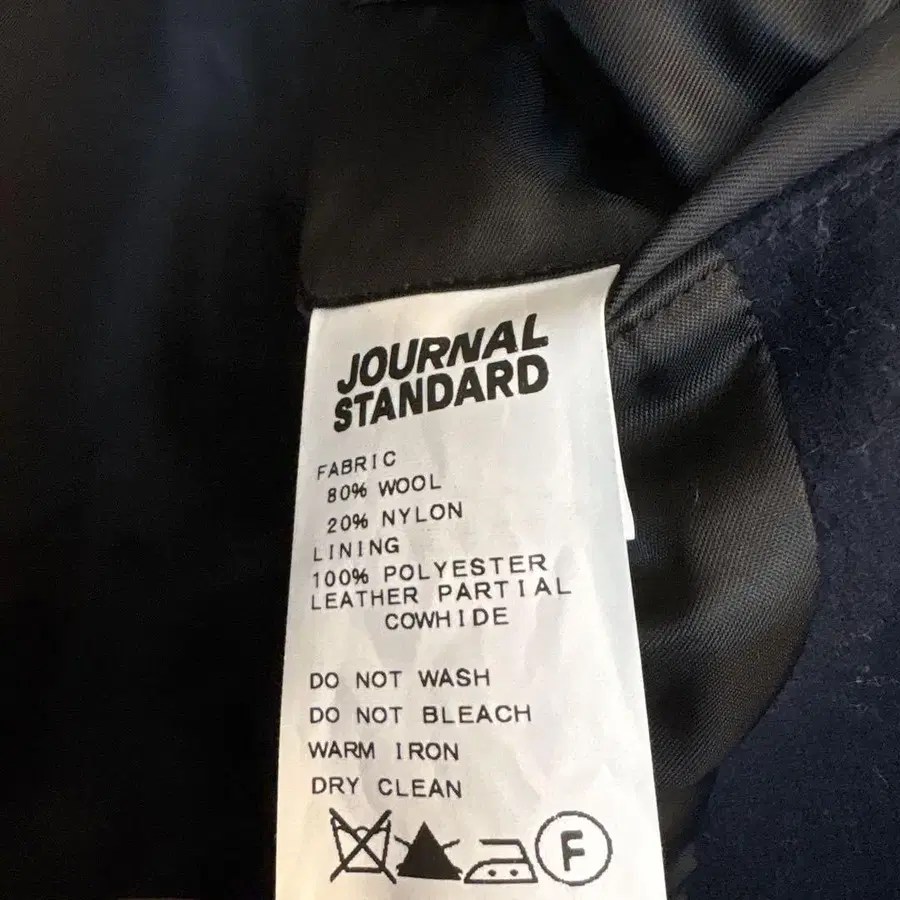 JOURNAL
STANDARD
FABRIC
80% WOOL
20% NYLON
LINING
100% POLYESTER
LEATHER PARTIAL
COWHIDE
DO NOT WASH
DO NOT BLEACH
WARM IRON
DRY CLEAN
F